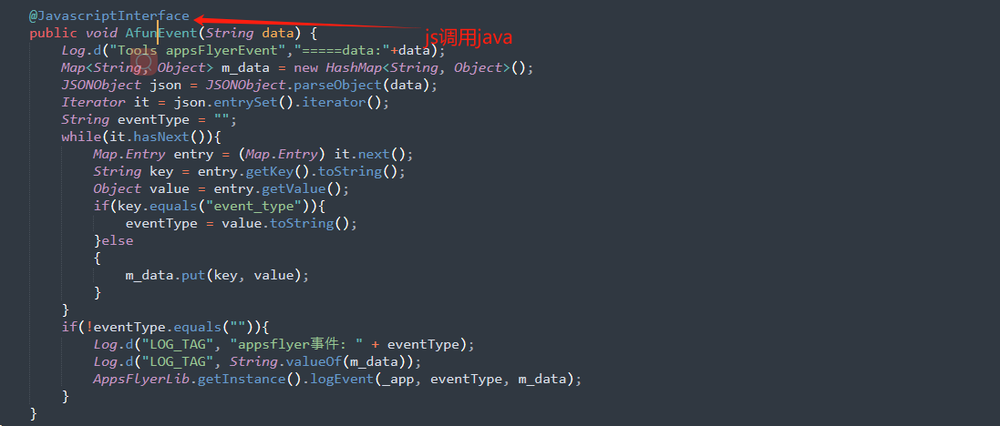 @JavascriptInterface
js调用java
public void AfunEvent(String data) {
Log.d("Tools appsFlyerEvent","=====data:"+data);
Map<String, Object> m_data = new HashMap<String, Object>();
JSONObject json = JSONObject.parseObject(data);
Iterator it = json.entrySet().iterator();
String eventType = "";
while(it.hasNext()){
Map.Entry entry = (Map.Entry) it.next();
String key = entry.getKey().toString();
Object value = entry.getValue();
if(key.equals("event_type")){
eventType = value.toString();
}else
{
m_data.put(key, value);
}
}
if(!eventType.equals("")){
Log.d("LOG_TAG", "appsflyer事件: " + eventType);
Log.d("LOG_TAG", String.valueOf(m_data));
AppsFlyerLib.getInstance().logEvent(_app, eventType, m_data);
}
}